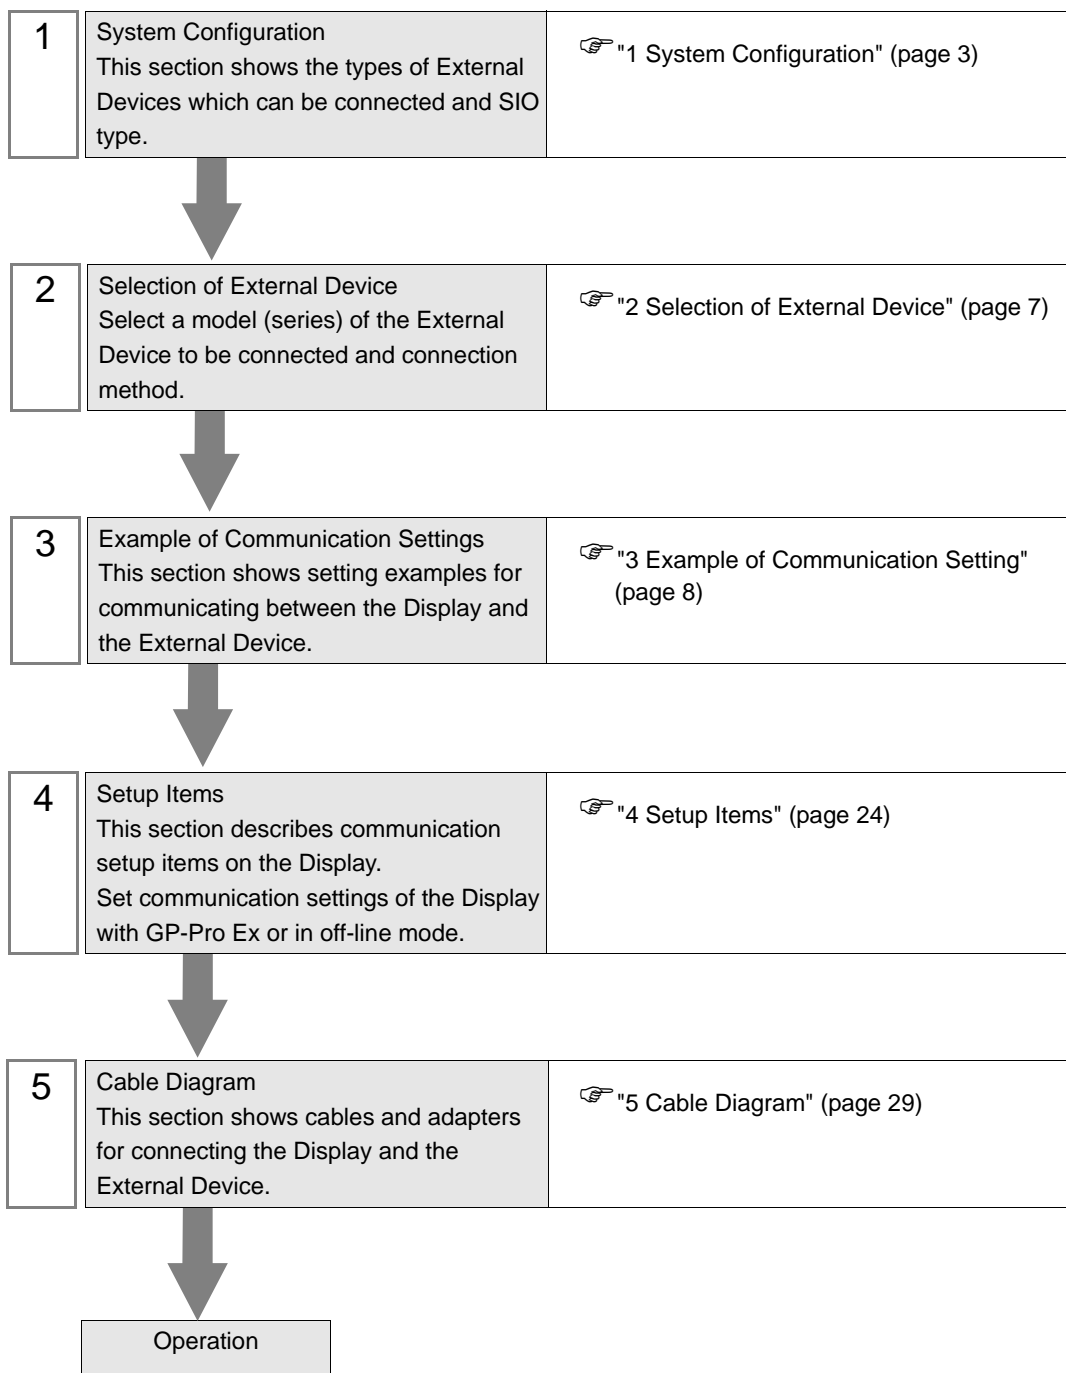 1
System Configuration
This section shows the types of External
Devices which can be connected and SIO
type.
"1 System Configuration" (page 3)
2
Selection of External Device
Select a model (series) of the External
Device to be connected and connection
method.
"2 Selection of External Device" (page 7)
3
Example of Communication Settings
This section shows setting examples for
communicating between the Display and
the External Device.
"3 Example of Communication Setting"
(page 8)
4
Setup Items
This section describes communication
setup items on the Display.
Set communication settings of the Display
with GP-Pro Ex or in off-line mode.
"4 Setup Items" (page 24)
5
Cable Diagram
This section shows cables and adapters
for connecting the Display and the
External Device.
"5 Cable Diagram" (page 29)
Operation